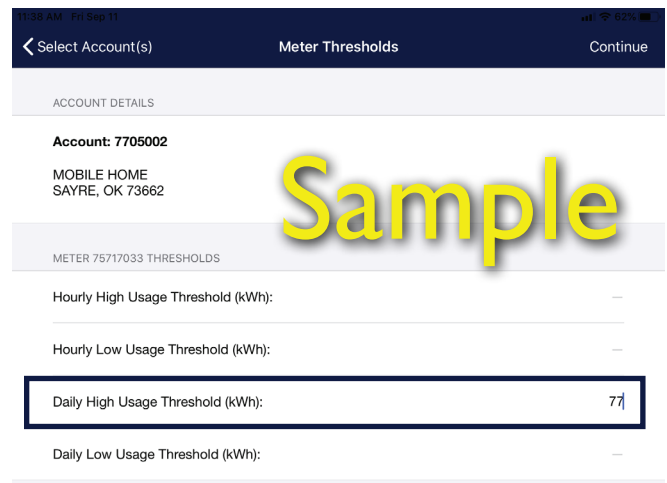 11:38 AM Fri Sep 11 62%
Select Account(s) Meter Thresholds Continue
ACCOUNT DETAILS
Account: 7705002
MOBILE HOME
SAYRE, OK 73662
Sample
METER 75717033 THRESHOLDS
Hourly High Usage Threshold (kWh): —
Hourly Low Usage Threshold (kWh): —
Daily High Usage Threshold (kWh): 77
Daily Low Usage Threshold (kWh): —